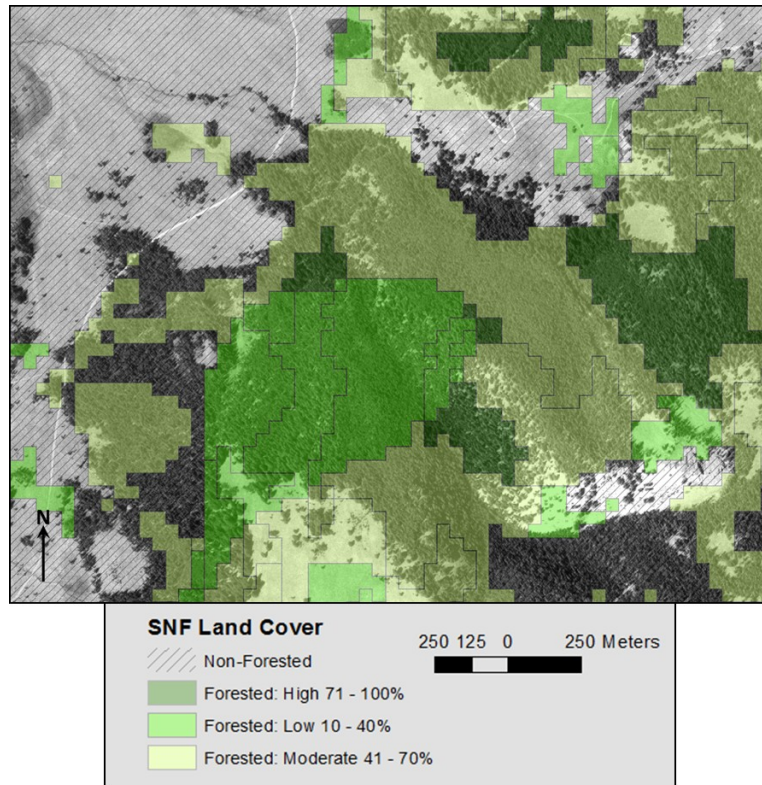 N
SNF Land Cover
250 125 0 250 Meters
Non-Forested
Forested: High 71 - 100%
Forested: Low 10 - 40%
Forested: Moderate 41 - 70%